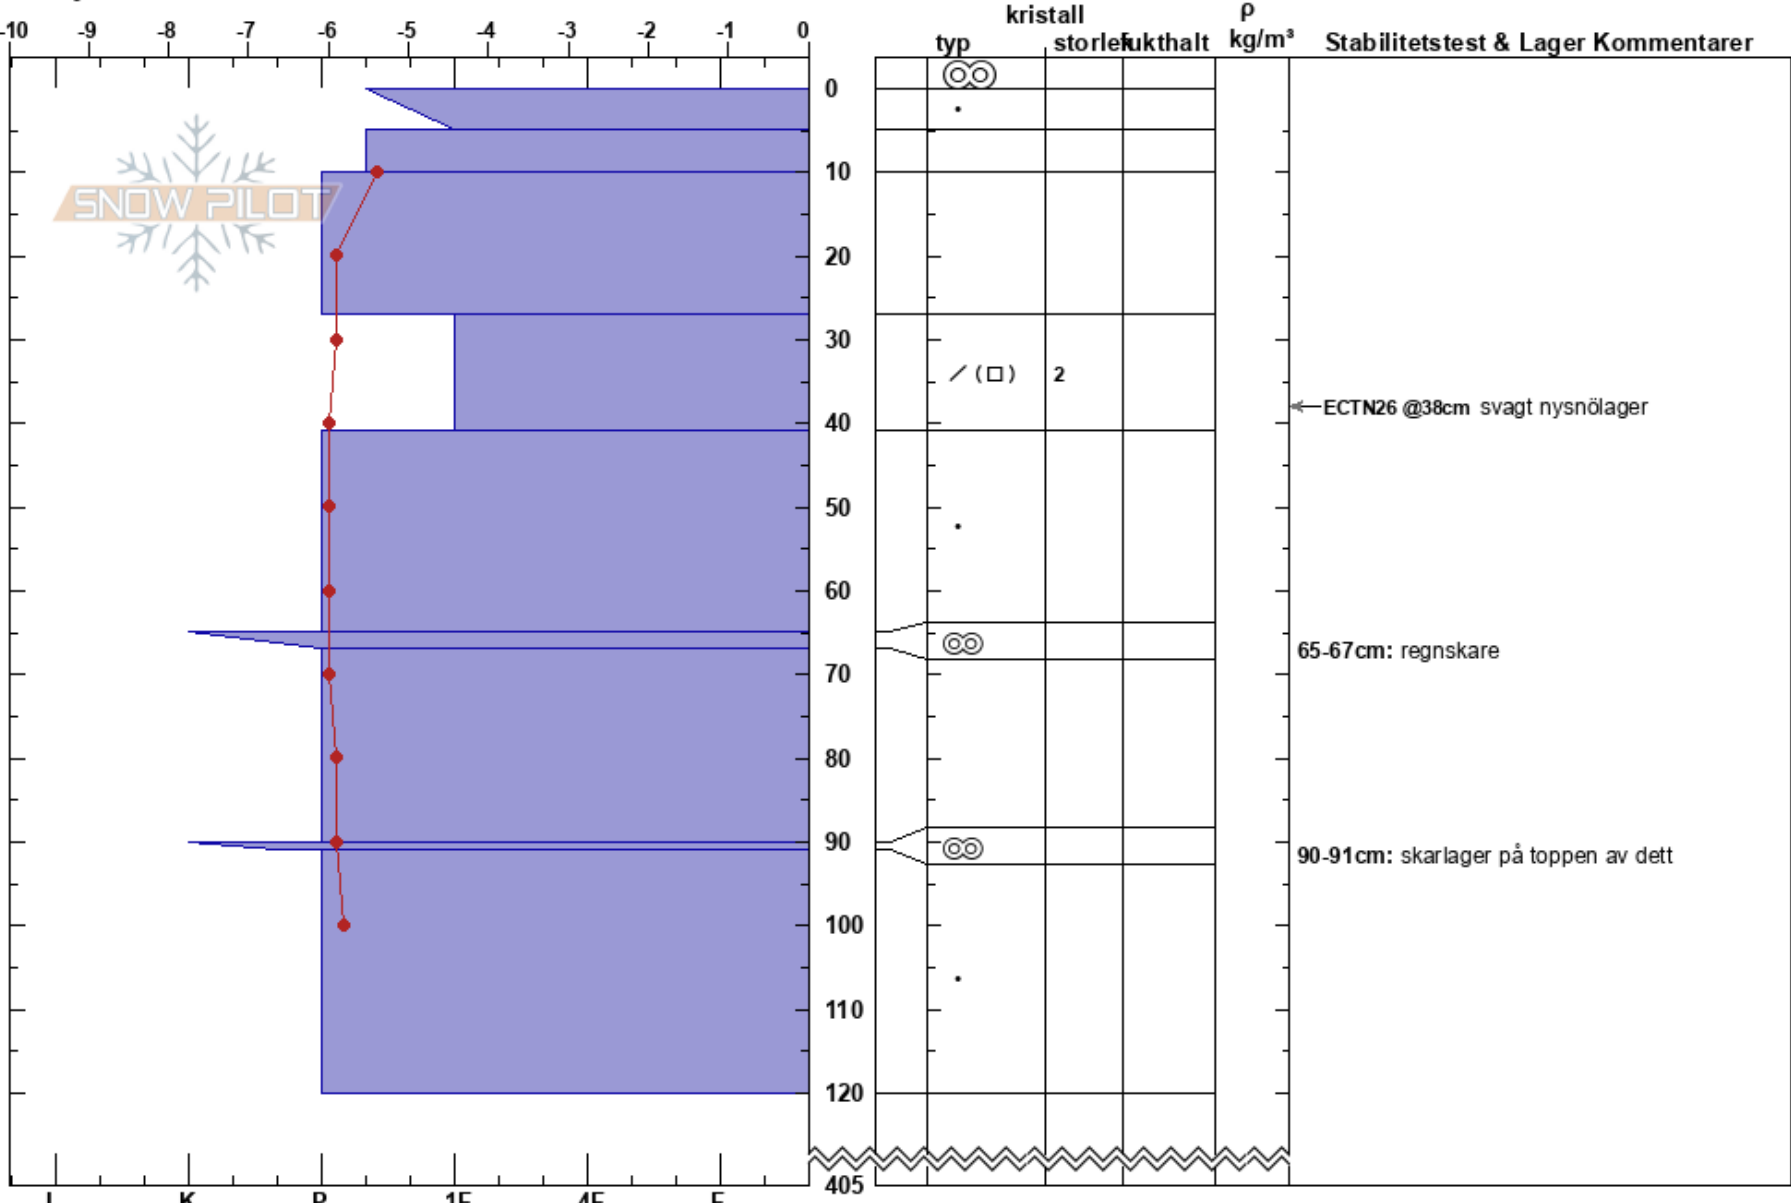 kristall ρ
-10 -9 -8 -7 -6 -5 -4 -3 -2 -1 0 typ storlek fukthalt kg/m³ Stabilitetstest & Lager Kommentarer
0
10
SNOW PILOT
20
30
( ) 2
ECTN26 @38cm svagt nysnölager
40
50
60
65-67cm: regnskare
70
80
90
90-91cm: skarlager på toppen av dett
100
110
120
405
I K P 1F 4F F